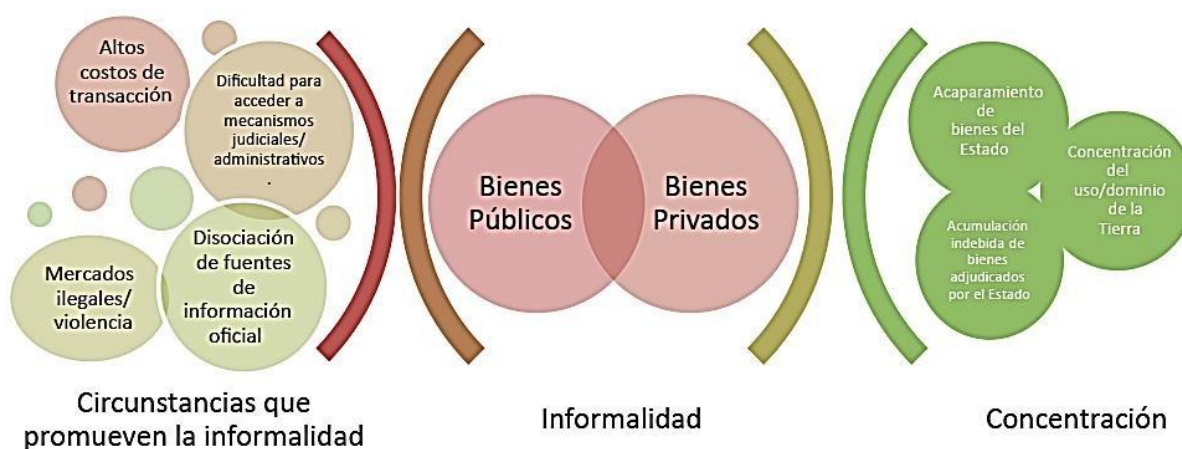 Altos
costos de
transacción
Dificultad para
acceder a
mecanismos
judiciales/
administrativos
.
Mercados
ilegales/
violencia
Disociación
de fuentes
de
información
oficial
Circunstancias que
promueven la informalidad
Bienes
Públicos
Bienes
Privados
Informalidad
Acaparamiento
de
bienes del
Estado
Concentración
del
uso/dominio
de la
Tierra
Acumulación
indebida de
bienes
adjudicados
por el Estado
Concentración